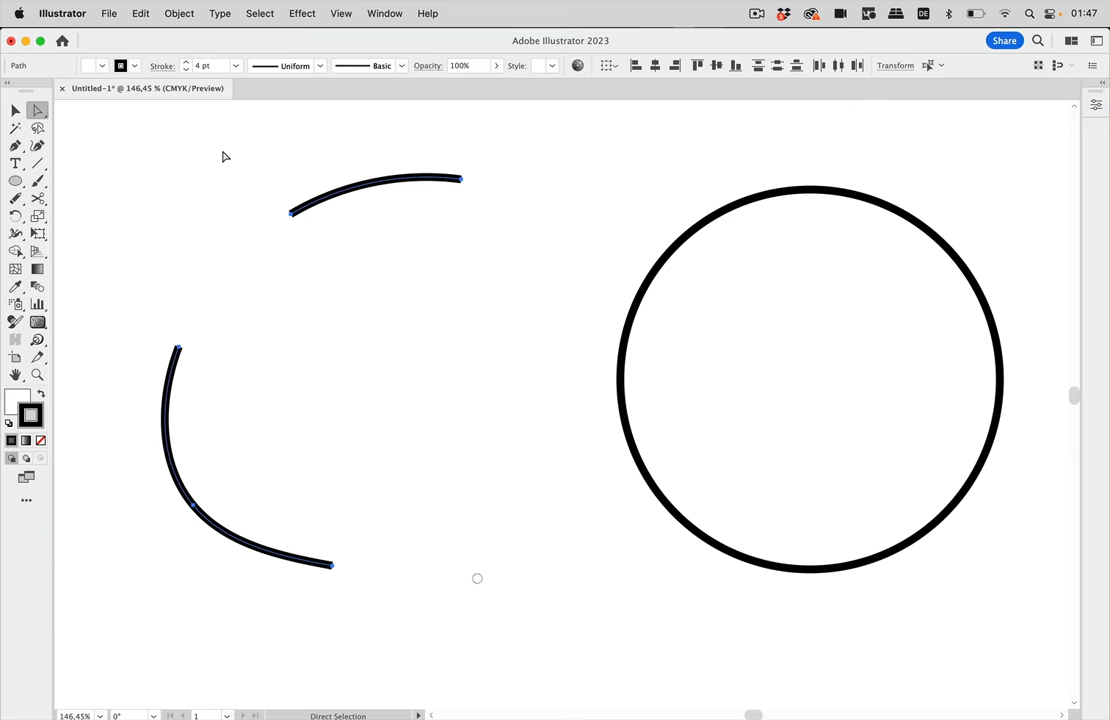 Illustrator File Edit Object Type Select Effect View Window Help DE 01:47
Adobe Illustrator 2023 Share
Path Stroke: 4 pt Uniform Basic Opacity: 100% Style: Transform
× Untitled-1* @ 146,45 % (CMYK/Preview)
146,45% 0° 1 Direct Selection